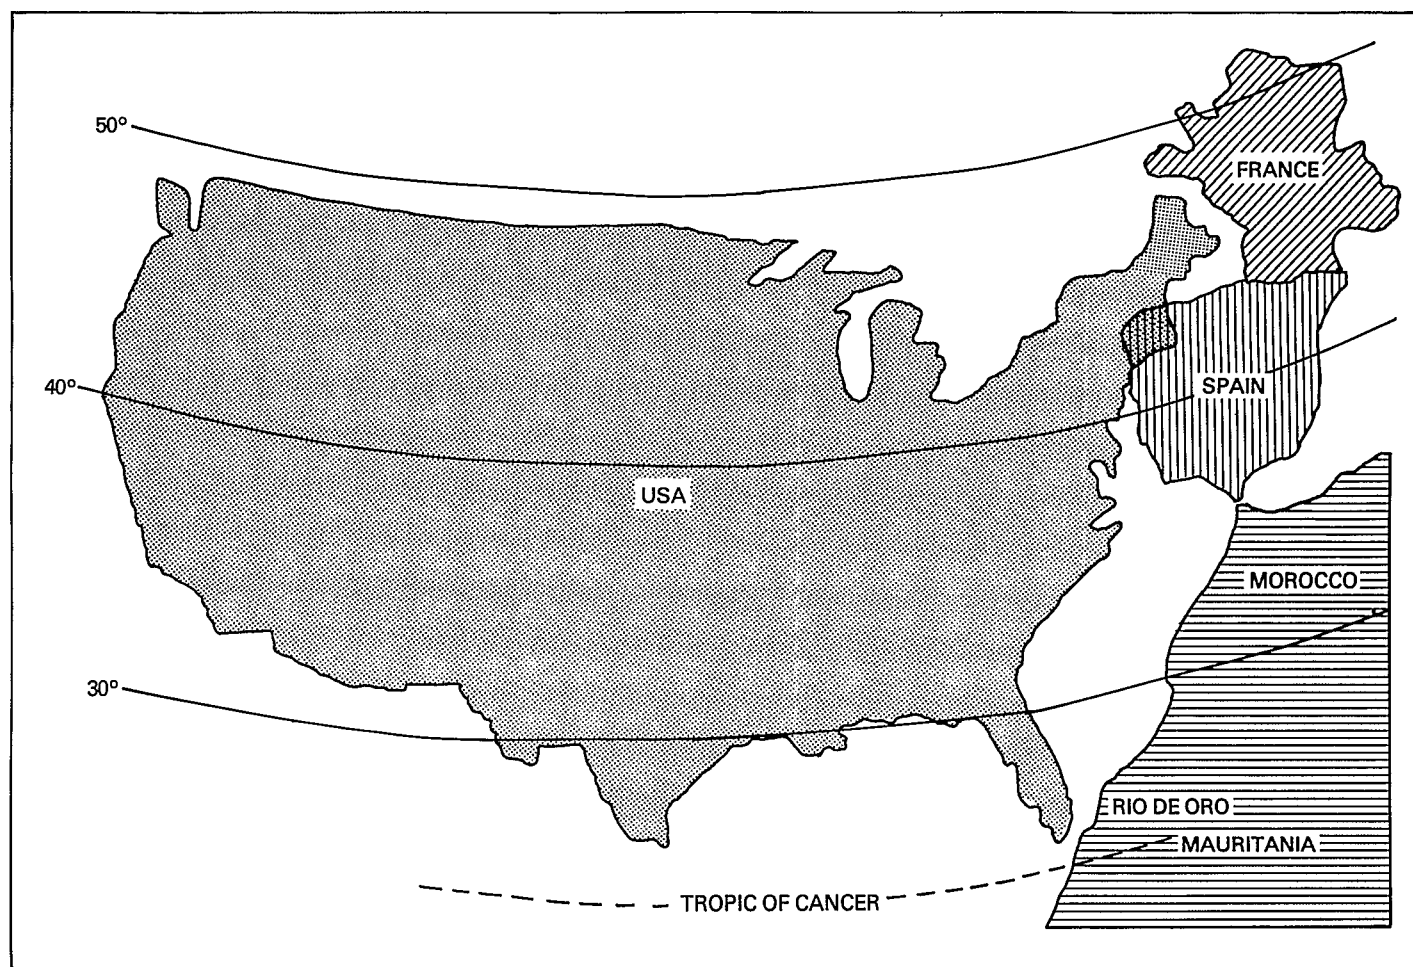 50°
FRANCE
40°
SPAIN
USA
MOROCCO
30°
RIO DE ORO
MAURITANIA
TROPIC OF CANCER